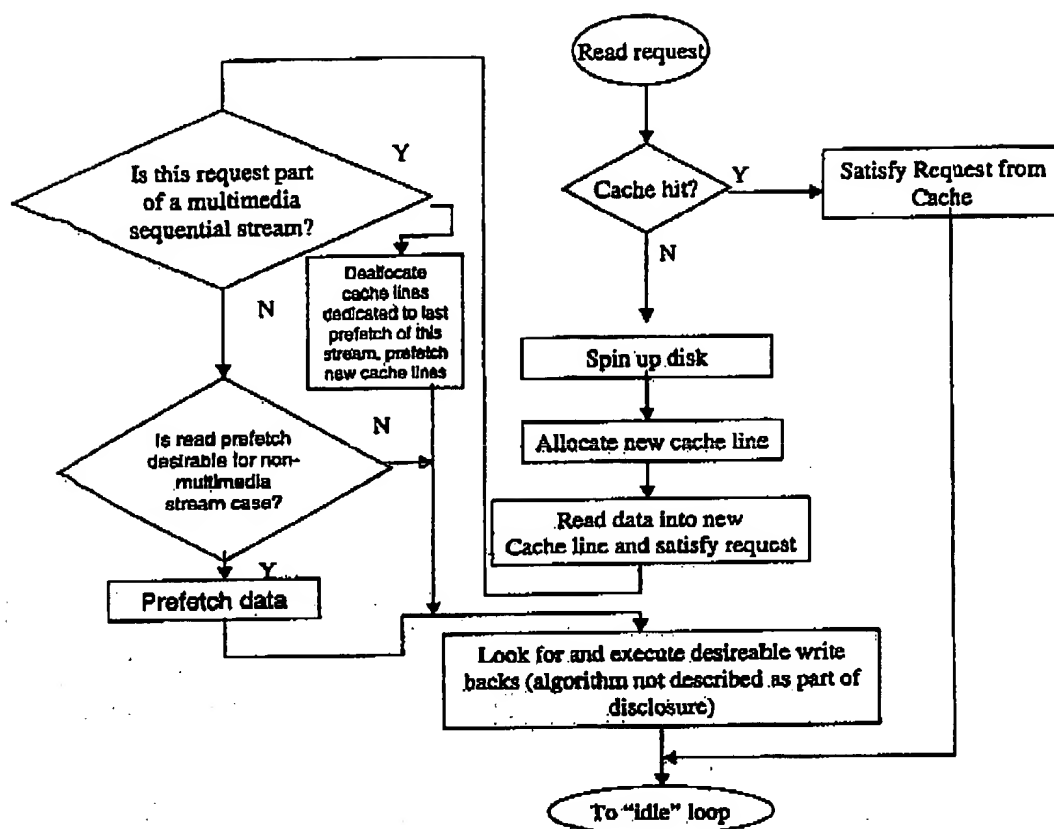 Read request
Cache hit?
Y
Satisfy Request from
Cache
N
Spin up disk
Allocate new cache line
Read data into new
Cache line and satisfy request
Is this request part
of a multimedia
sequential stream?
Y
Deallocate
cache lines
dedicated to last
prefetch of this
stream, prefetch
new cache lines
N
Is read prefetch
desirable for non-
multimedia
stream case?
N
Y
Prefetch data
Look for and execute desireable write
backs (algorithm not described as part of
disclosure)
To "idle" loop